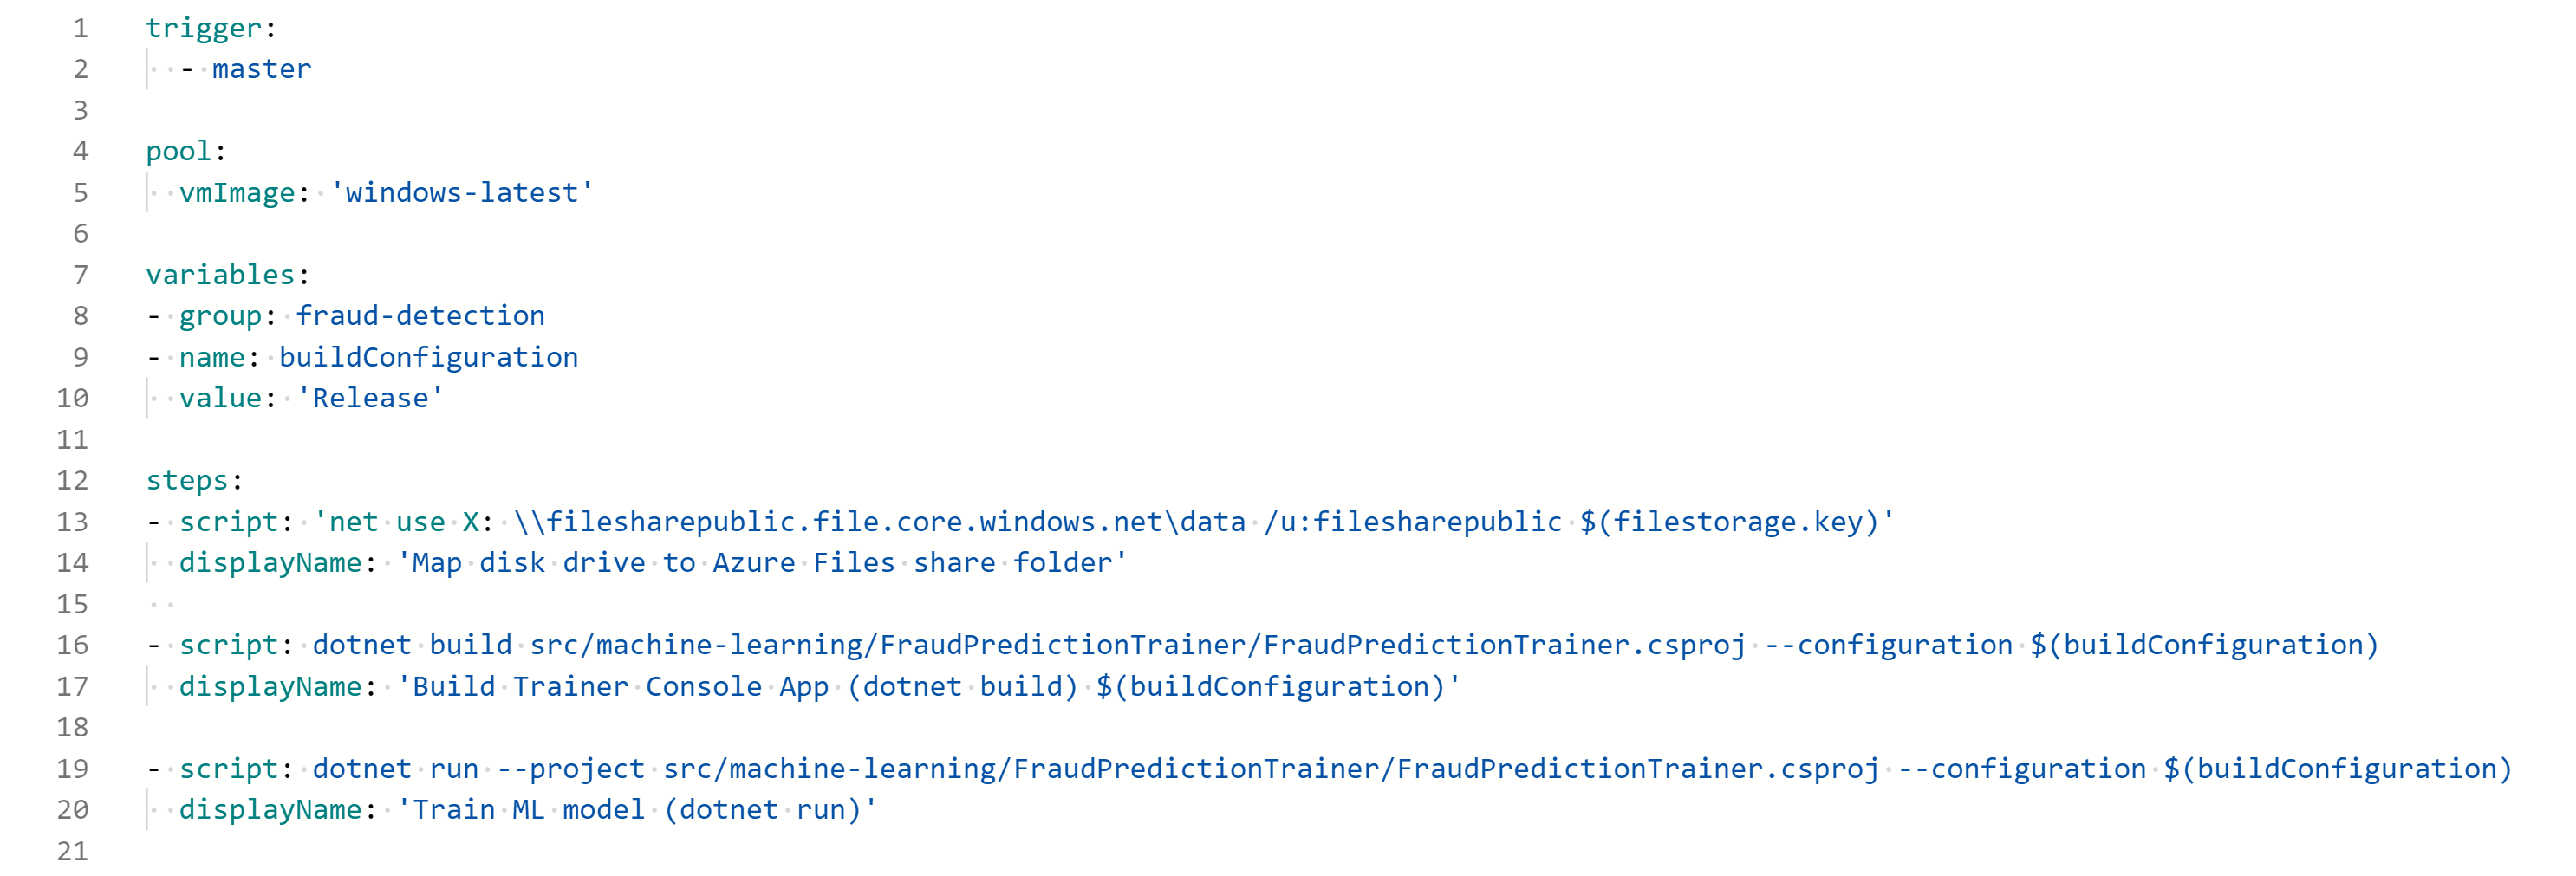 1 trigger:
2 - master
3
4 pool:
5 vmImage: 'windows-latest'
6
7 variables:
8 - group: fraud-detection
9 - name: buildConfiguration
10 value: 'Release'
11
12 steps:
13 - script: 'net use X: \\filesharepublic.file.core.windows.net\data /u:filesharepublic $(filestorage.key)'
14 displayName: 'Map disk drive to Azure Files share folder'
15
16 - script: dotnet build src/machine-learning/FraudPredictionTrainer/FraudPredictionTrainer.csproj --configuration $(buildConfiguration)
17 displayName: 'Build Trainer Console App (dotnet build) $(buildConfiguration)'
18
19 - script: dotnet run --project src/machine-learning/FraudPredictionTrainer/FraudPredictionTrainer.csproj --configuration $(buildConfiguration)
20 displayName: 'Train ML model (dotnet run)'
21